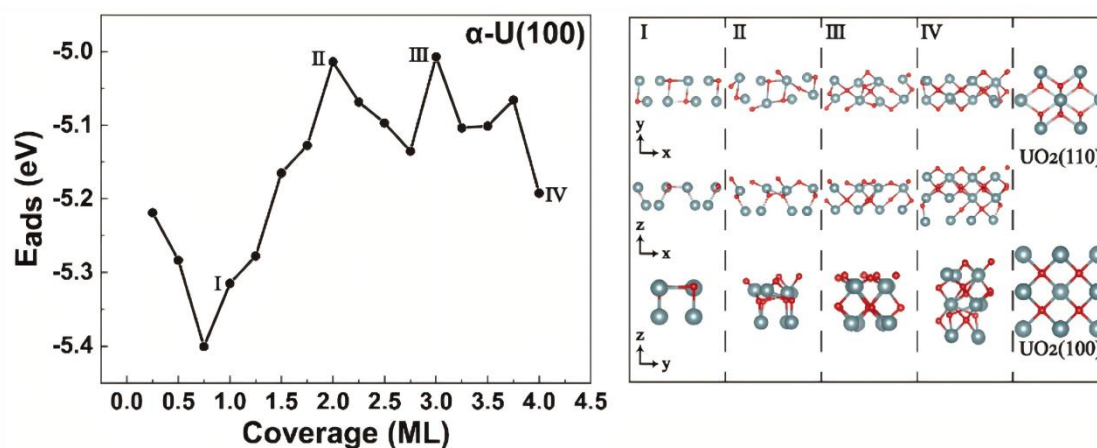 α-U(100)
Eads (eV)
-5.0
-5.1
-5.2
-5.3
-5.4
I
II
III
IV
0.0 0.5 1.0 1.5 2.0 2.5 3.0 3.5 4.0 4.5
Coverage (ML)
I II III IV
y
x
UO₂(110)
z
x
z
y
UO₂(100)